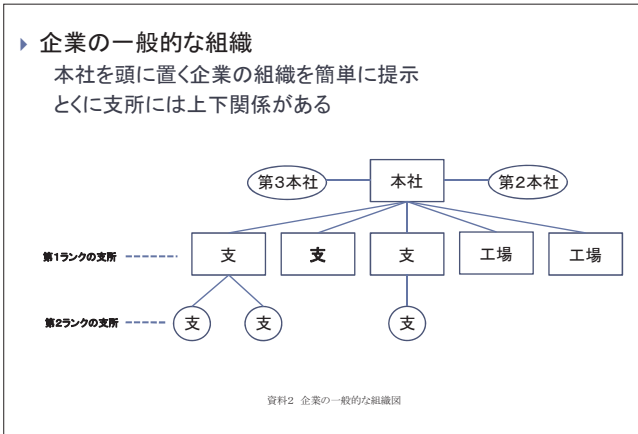 企業の一般的な組織
本社を頭に置く企業の組織を簡単に提示
とくに支所には上下関係がある
第3本社 本社 第2本社
第1ランクの支所 支 支 支 工場 工場
第2ランクの支所 支 支 支
資料2 企業の一般的な組織図